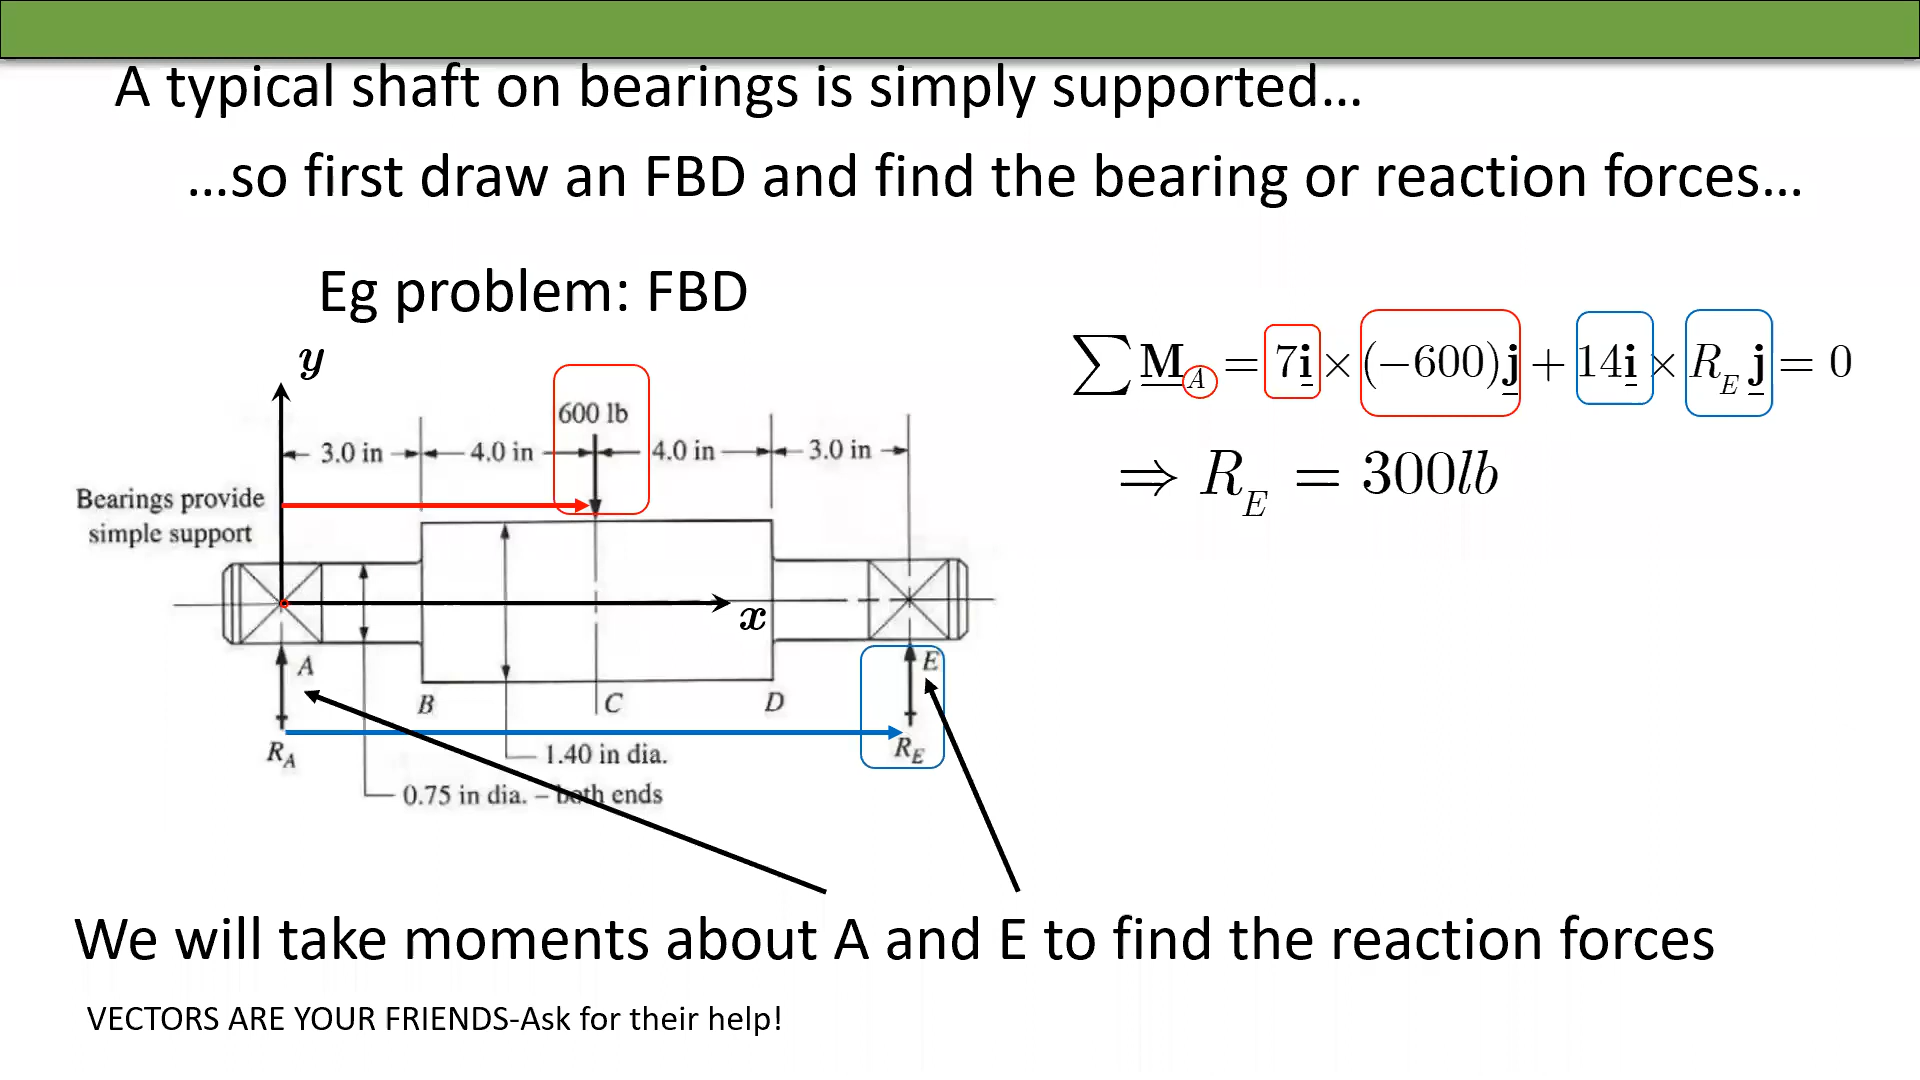 A typical shaft on bearings is simply supported…
…so first draw an FBD and find the bearing or reaction forces…
Eg problem: FBD
y
600 lb
3.0 in 4.0 in 4.0 in 3.0 in
Bearings provide
simple support
x
A
B
C
D
E
R_A
R_E
1.40 in dia.
0.75 in dia. – both ends
∑ M_A = 7i × (−600)j + 14i × R_E j = 0
⇒ R_E = 300lb
We will take moments about A and E to find the reaction forces
VECTORS ARE YOUR FRIENDS-Ask for their help!